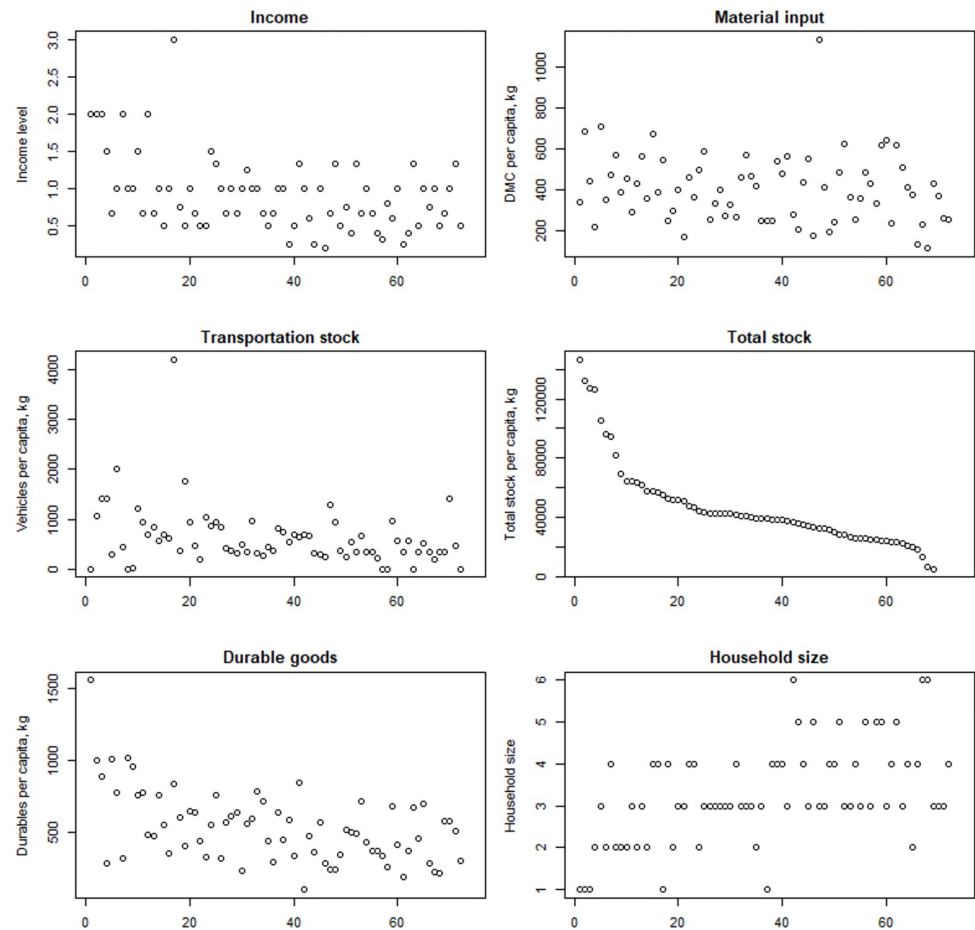 Income
Income level
0.5 1.0 1.5 2.0 2.5 3.0
0 20 40 60
Material input
DMC per capita, kg
200 400 600 800 1000
0 20 40 60
Transportation stock
Vehicles per capita, kg
0 1000 2000 3000 4000
0 20 40 60
Total stock
Total stock per capita, kg
0 40000 80000 120000
0 20 40 60
Durable goods
Durables per capita, kg
500 1000 1500
0 20 40 60
Household size
Household size
1 2 3 4 5 6
0 20 40 60